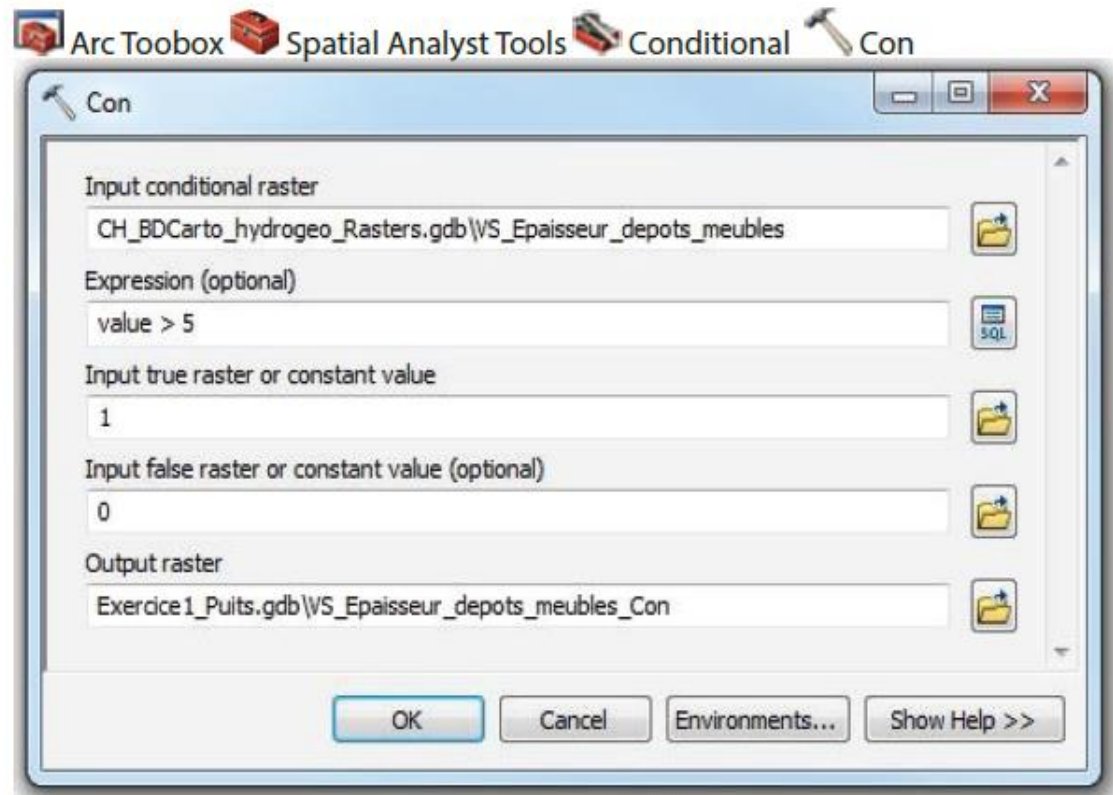 Arc Toobox Spatial Analyst Tools Conditional Con
Con
Input conditional raster
CH_BDCarto_hydrogeo_Rasters.gdb\VS_Epaisseur_depots_meubles
Expression (optional)
value > 5
SQL
Input true raster or constant value
1
Input false raster or constant value (optional)
0
Output raster
Exercice1_Puits.gdb\VS_Epaisseur_depots_meubles_Con
OK Cancel Environments... Show Help >>